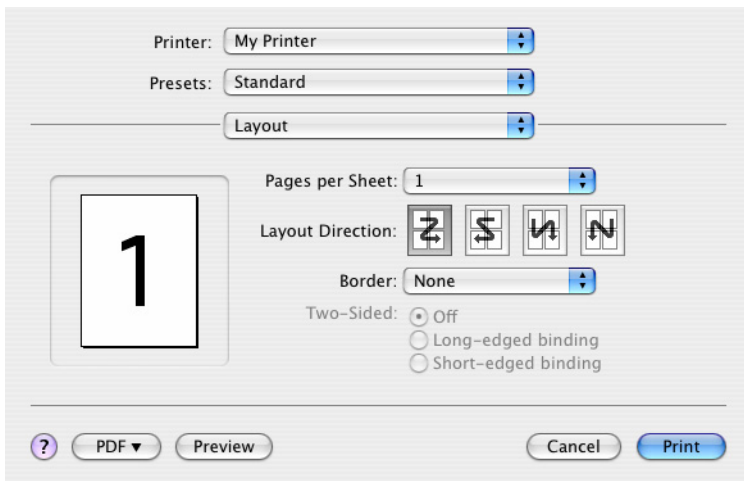 Printer: My Printer
Presets: Standard
Layout
Pages per Sheet: 1
1
Layout Direction:
Border: None
Two-Sided: Off
Long-edged binding
Short-edged binding
? PDF▼ Preview Cancel Print